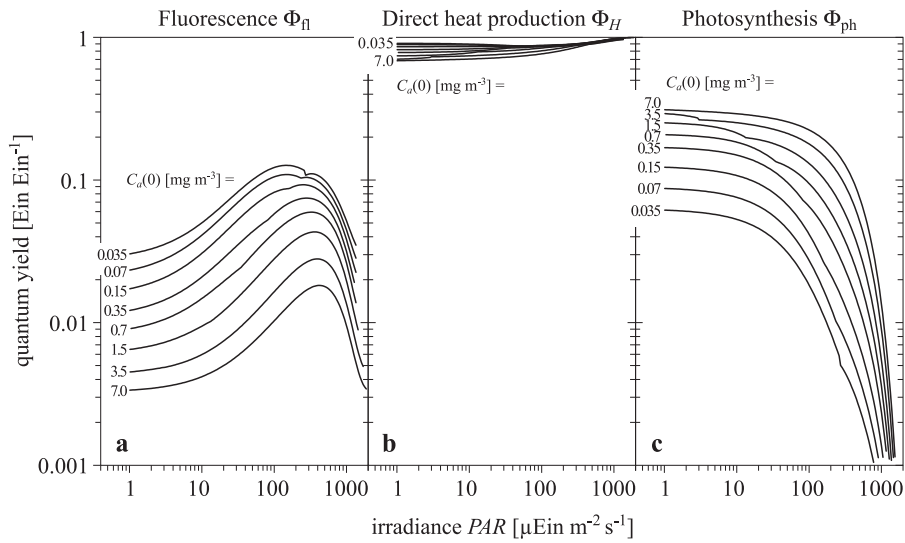 Fluorescence Φfl
Direct heat production ΦH
Photosynthesis Φph
quantum yield [Ein Ein-1]
1
0.1
0.01
0.001
Ca(0) [mg m-3] =
0.035
0.07
0.15
0.35
0.7
1.5
3.5
7.0
a
1 10 100 1000
0.035
7.0
Ca(0) [mg m-3] =
b
1 10 100 1000
Ca(0) [mg m-3] =
7.0
3.5
1.5
0.7
0.35
0.15
0.07
0.035
c
1 10 100 1000
irradiance PAR [μEin m-2 s-1]